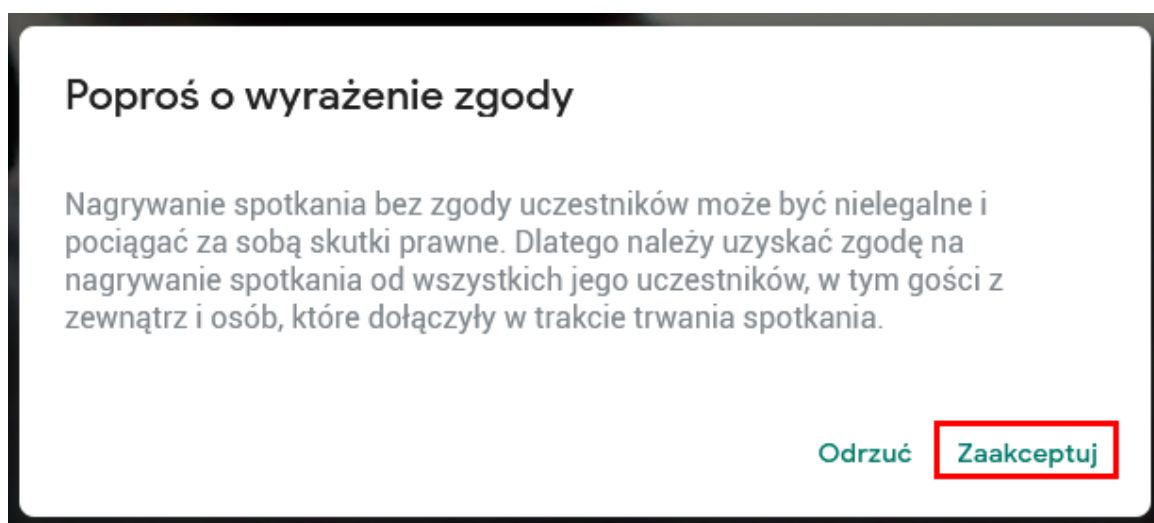 Poproś o wyrażenie zgody
Nagrywanie spotkania bez zgody uczestników może być nielegalne i
pociągać za sobą skutki prawne. Dlatego należy uzyskać zgodę na
nagrywanie spotkania od wszystkich jego uczestników, w tym gości z
zewnątrz i osób, które dołączyły w trakcie trwania spotkania.
Odrzuć Zaakceptuj